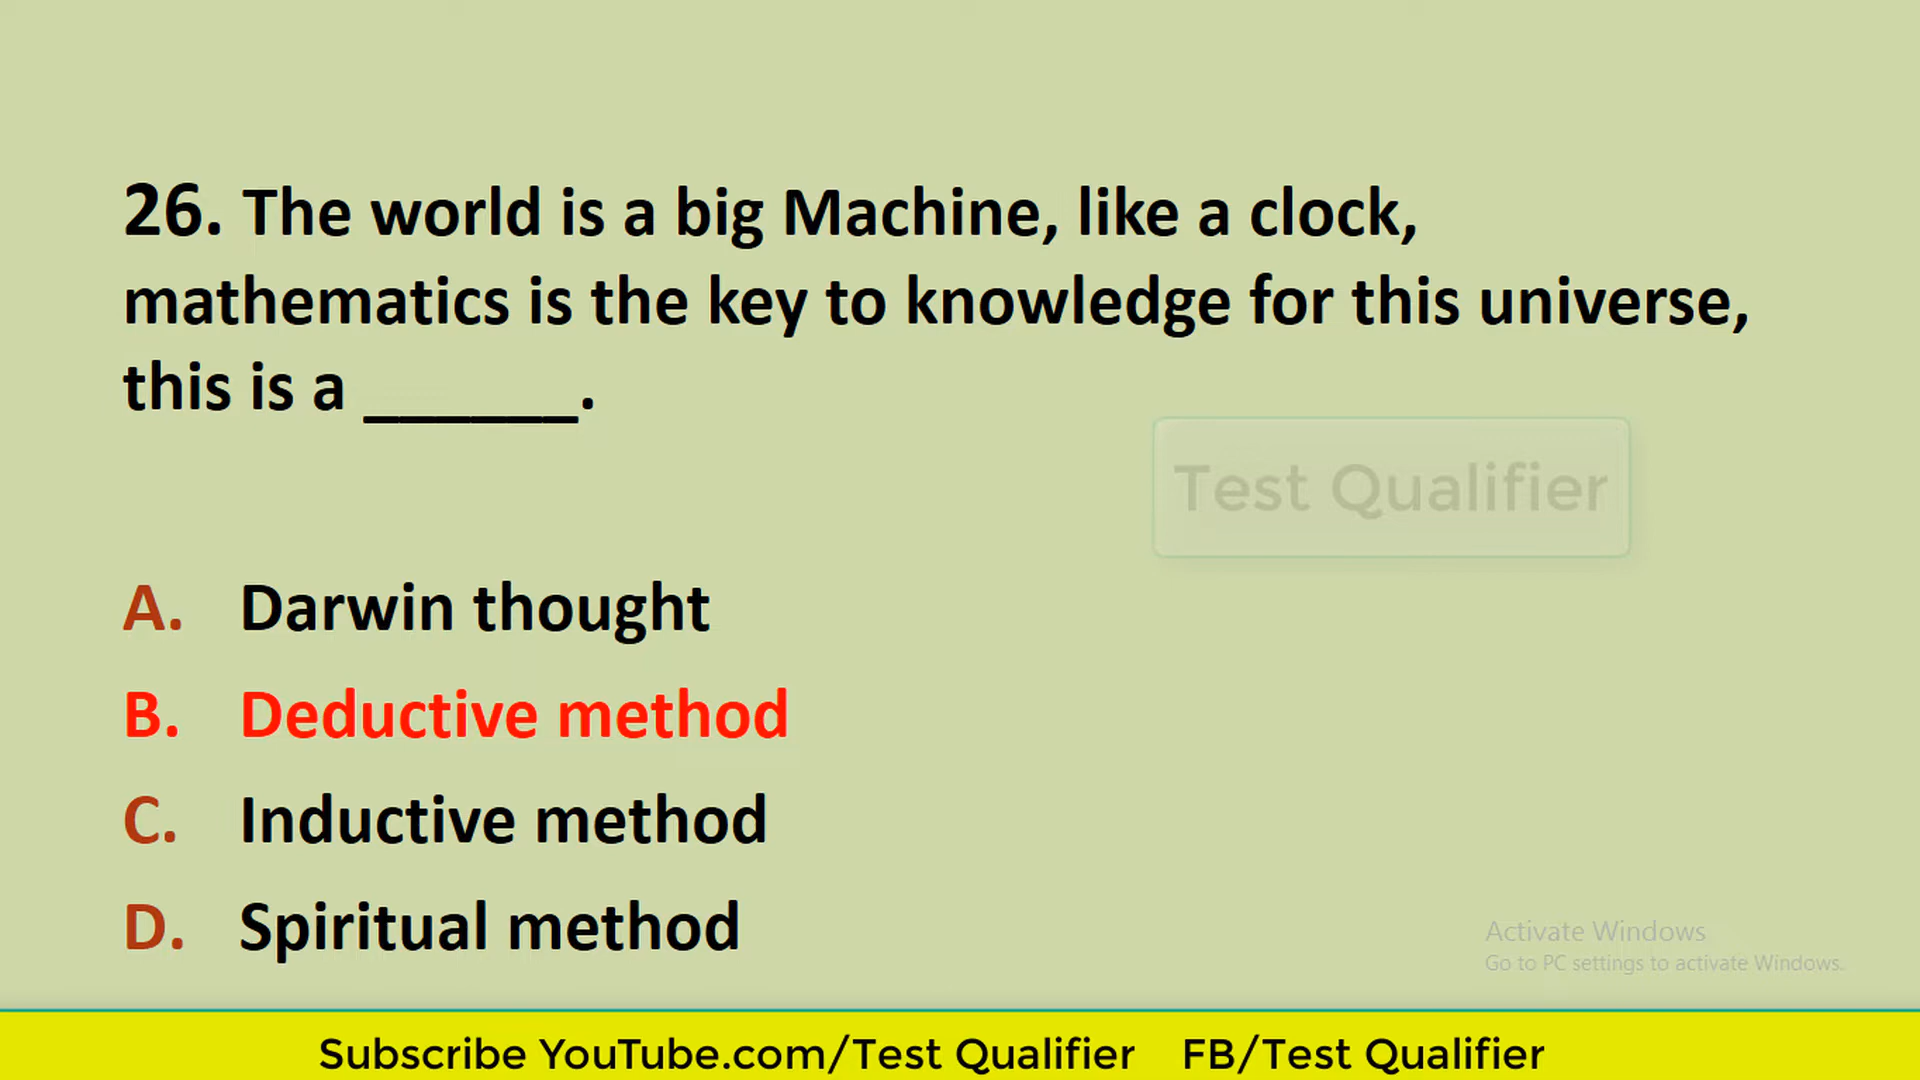 26. The world is a big Machine, like a clock,
mathematics is the key to knowledge for this universe,
this is a ______.
Test Qualifier
A. Darwin thought
B. Deductive method
C. Inductive method
D. Spiritual method
Activate Windows
Go to PC settings to activate Windows.
Subscribe YouTube.com/Test Qualifier FB/Test Qualifier